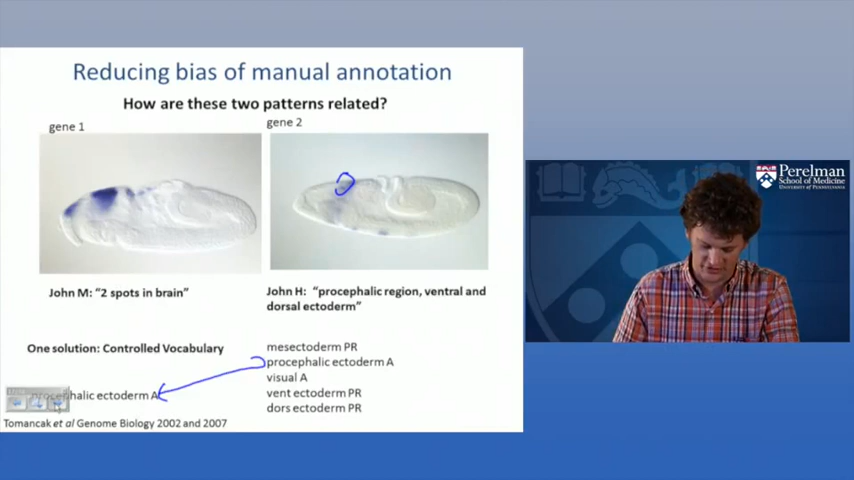 Reducing bias of manual annotation
How are these two patterns related?
gene 1
gene 2
John M: “2 spots in brain”
John H: “procephalic region, ventral and
dorsal ectoderm”
One solution: Controlled Vocabulary
mesectoderm PR
procephalic ectoderm A
visual A
vent ectoderm PR
dors ectoderm PR
procephalic ectoderm A
Tomancak et al Genome Biology 2002 and 2007
Perelman
School of Medicine
University of Pennsylvania